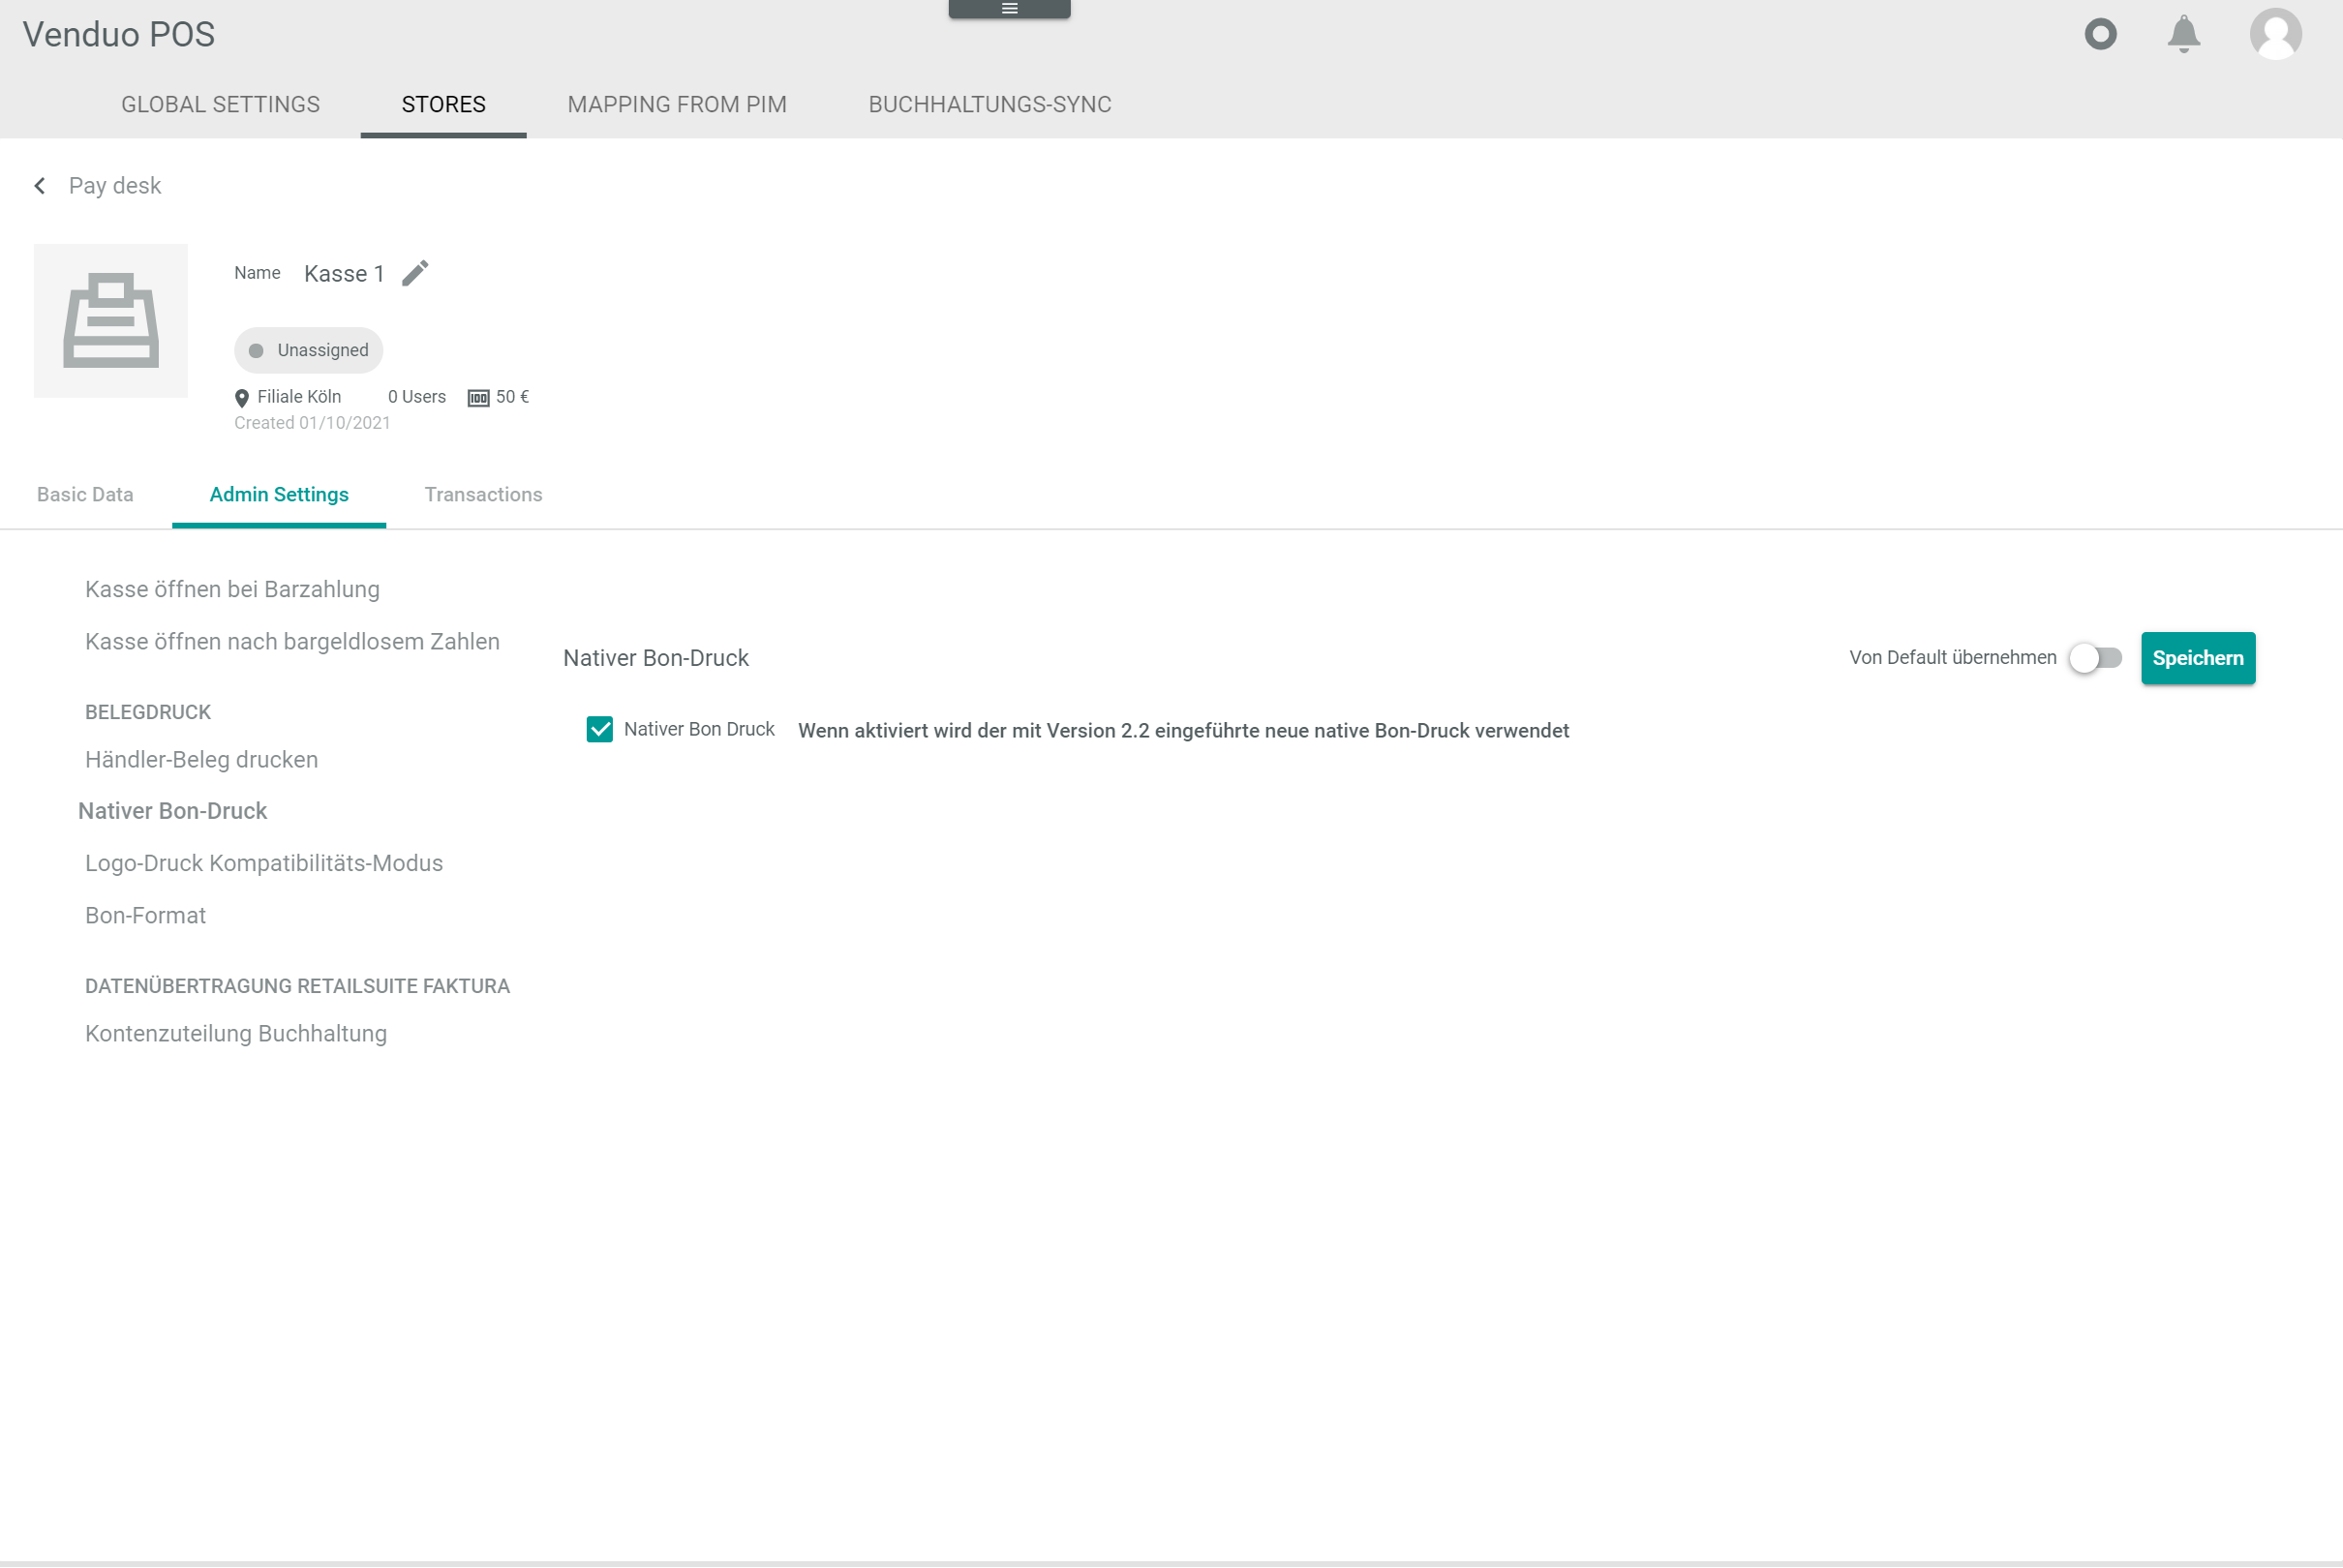 Venduo POS
GLOBAL SETTINGS STORES MAPPING FROM PIM BUCHHALTUNGS-SYNC
Pay desk
Name Kasse 1
Unassigned
Filiale Köln 0 Users 100 50 €
Created 01/10/2021
Basic Data Admin Settings Transactions
Kasse öffnen bei Barzahlung
Kasse öffnen nach bargeldlosem Zahlen
Nativer Bon-Druck Von Default übernehmen Speichern
BELEGDRUCK
Nativer Bon Druck Wenn aktiviert wird der mit Version 2.2 eingeführte neue native Bon-Druck verwendet
Händler-Beleg drucken
Nativer Bon-Druck
Logo-Druck Kompatibilitäts-Modus
Bon-Format
DATENÜBERTRAGUNG RETAILSUITE FAKTURA
Kontenzuteilung Buchhaltung